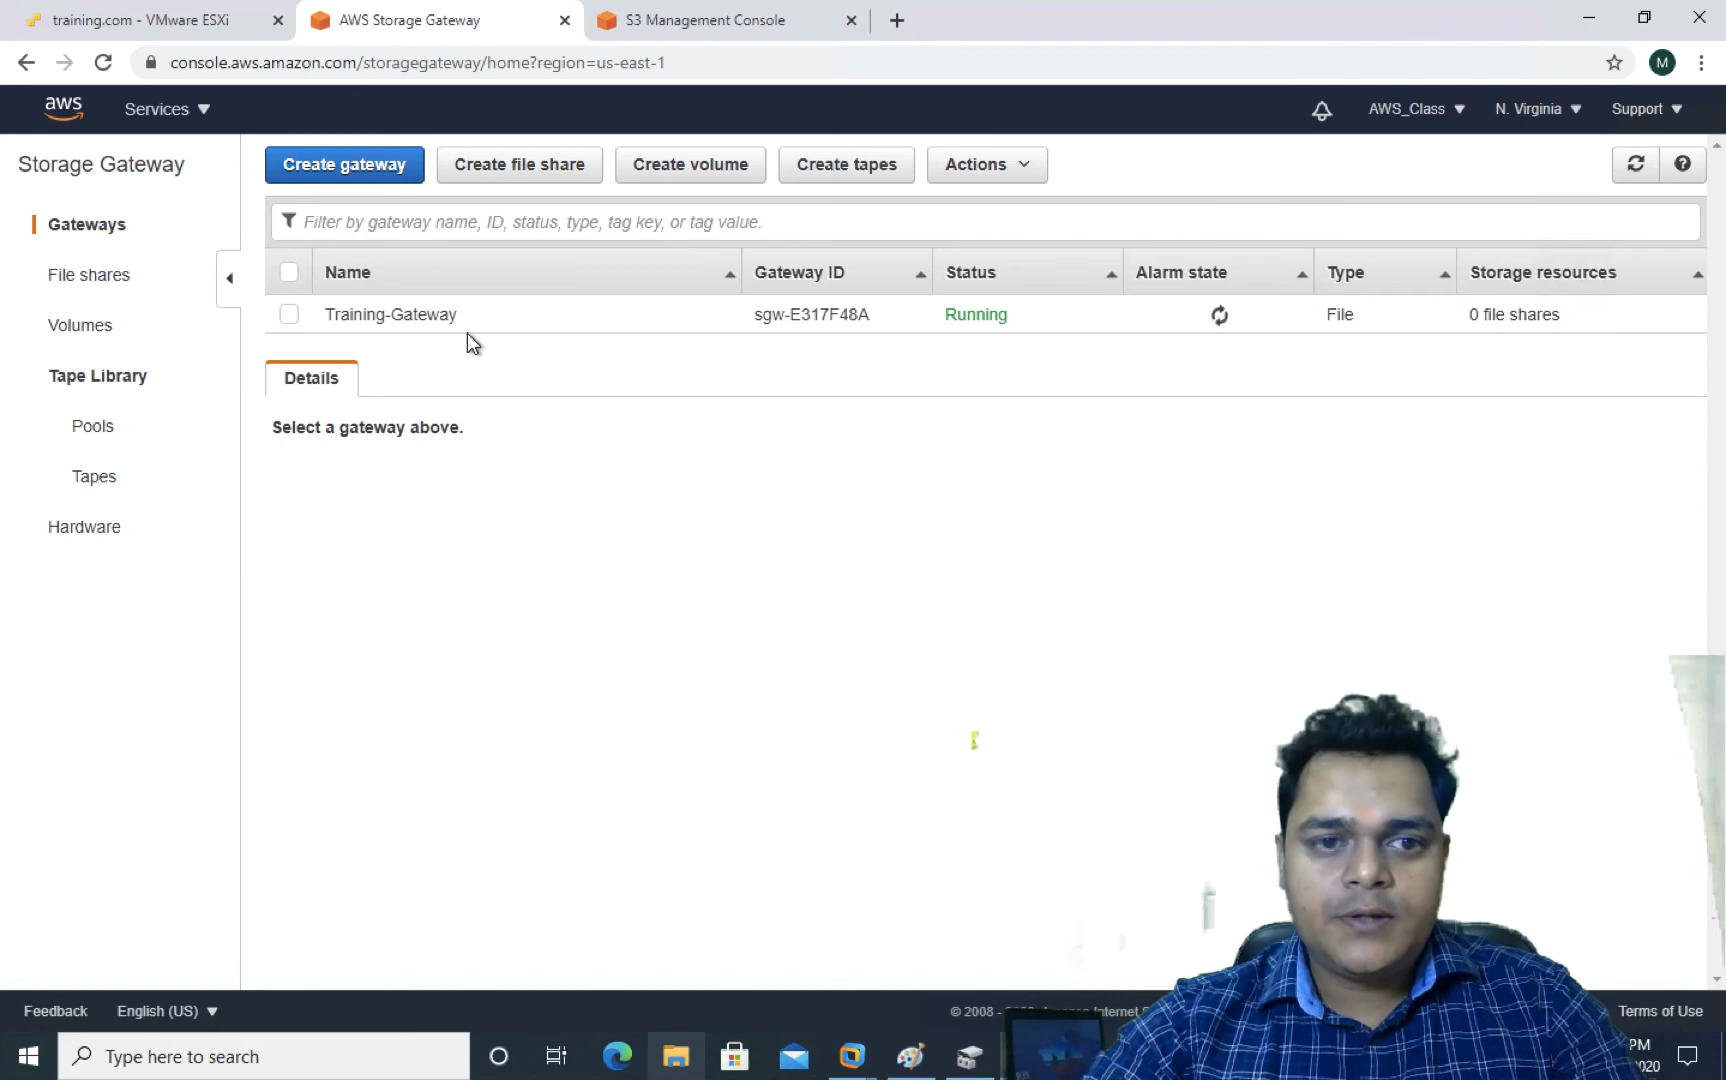 training.com - VMware ESXi
AWS Storage Gateway
S3 Management Console
console.aws.amazon.com/storagegateway/home?region=us-east-1
M
aws
Services
AWS_Class
N. Virginia
Support
Storage Gateway
Create gateway
Create file share
Create volume
Create tapes
Actions
Gateways
Filter by gateway name, ID, status, type, tag key, or tag value.
File shares
Name
Gateway ID
Status
Alarm state
Type
Storage resources
Training-Gateway
sgw-E317F48A
Running
File
0 file shares
Volumes
Tape Library
Details
Pools
Select a gateway above.
Tapes
Hardware
Feedback
English (US)
© 2008 -
Internet
Terms of Use
Type here to search
PM
2020